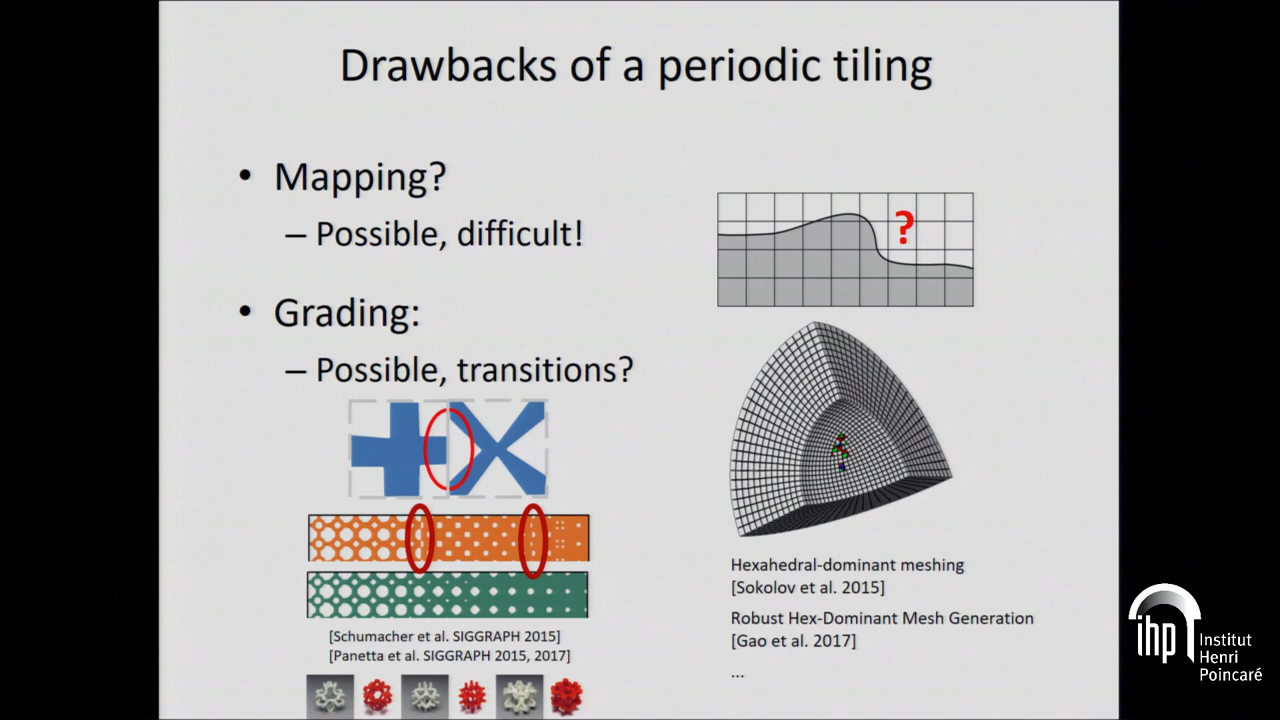 Drawbacks of a periodic tiling
• Mapping?
– Possible, difficult!
• Grading:
– Possible, transitions?
?
[Schumacher et al. SIGGRAPH 2015]
[Panetta et al. SIGGRAPH 2015, 2017]
Hexahedral-dominant meshing
[Sokolov et al. 2015]
Robust Hex-Dominant Mesh Generation
[Gao et al. 2017]
...
ihp
Institut
Henri
Poincaré